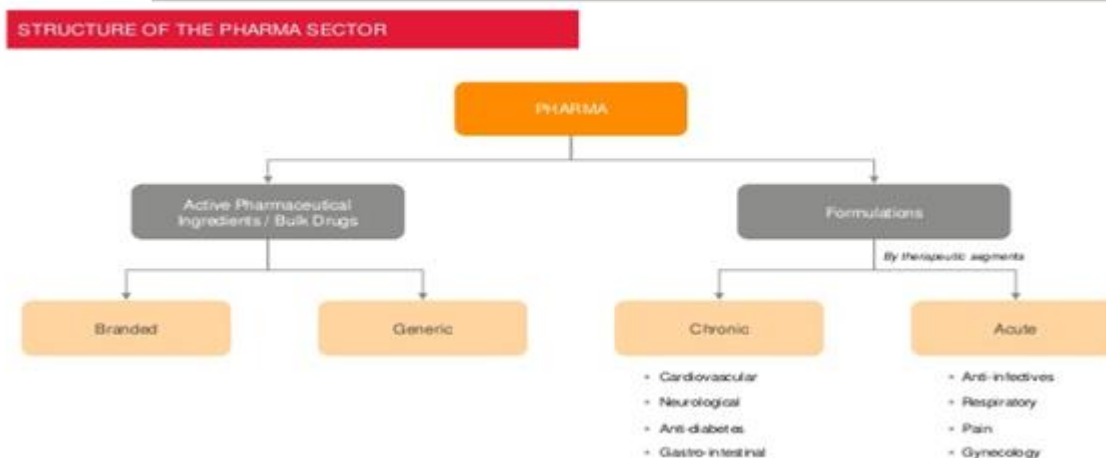 STRUCTURE OF THE PHARMA SECTOR
PHARMA
Active Pharmaceutical
Ingredients / Bulk Drugs
Formulations
By therapeutic segments
Branded
Generic
Chronic
Acute
• Cardiovascular
• Neurological
• Anti-diabetes
• Gastro-intestinal
• Anti-infectives
• Respiratory
• Pain
• Gynecology